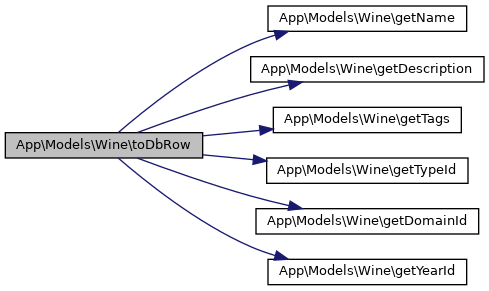 App\Models\Wine\getName
App\Models\Wine\getDescription
App\Models\Wine\getTags
App\Models\Wine\toDbRow
App\Models\Wine\getTypeId
App\Models\Wine\getDomainId
App\Models\Wine\getYearId